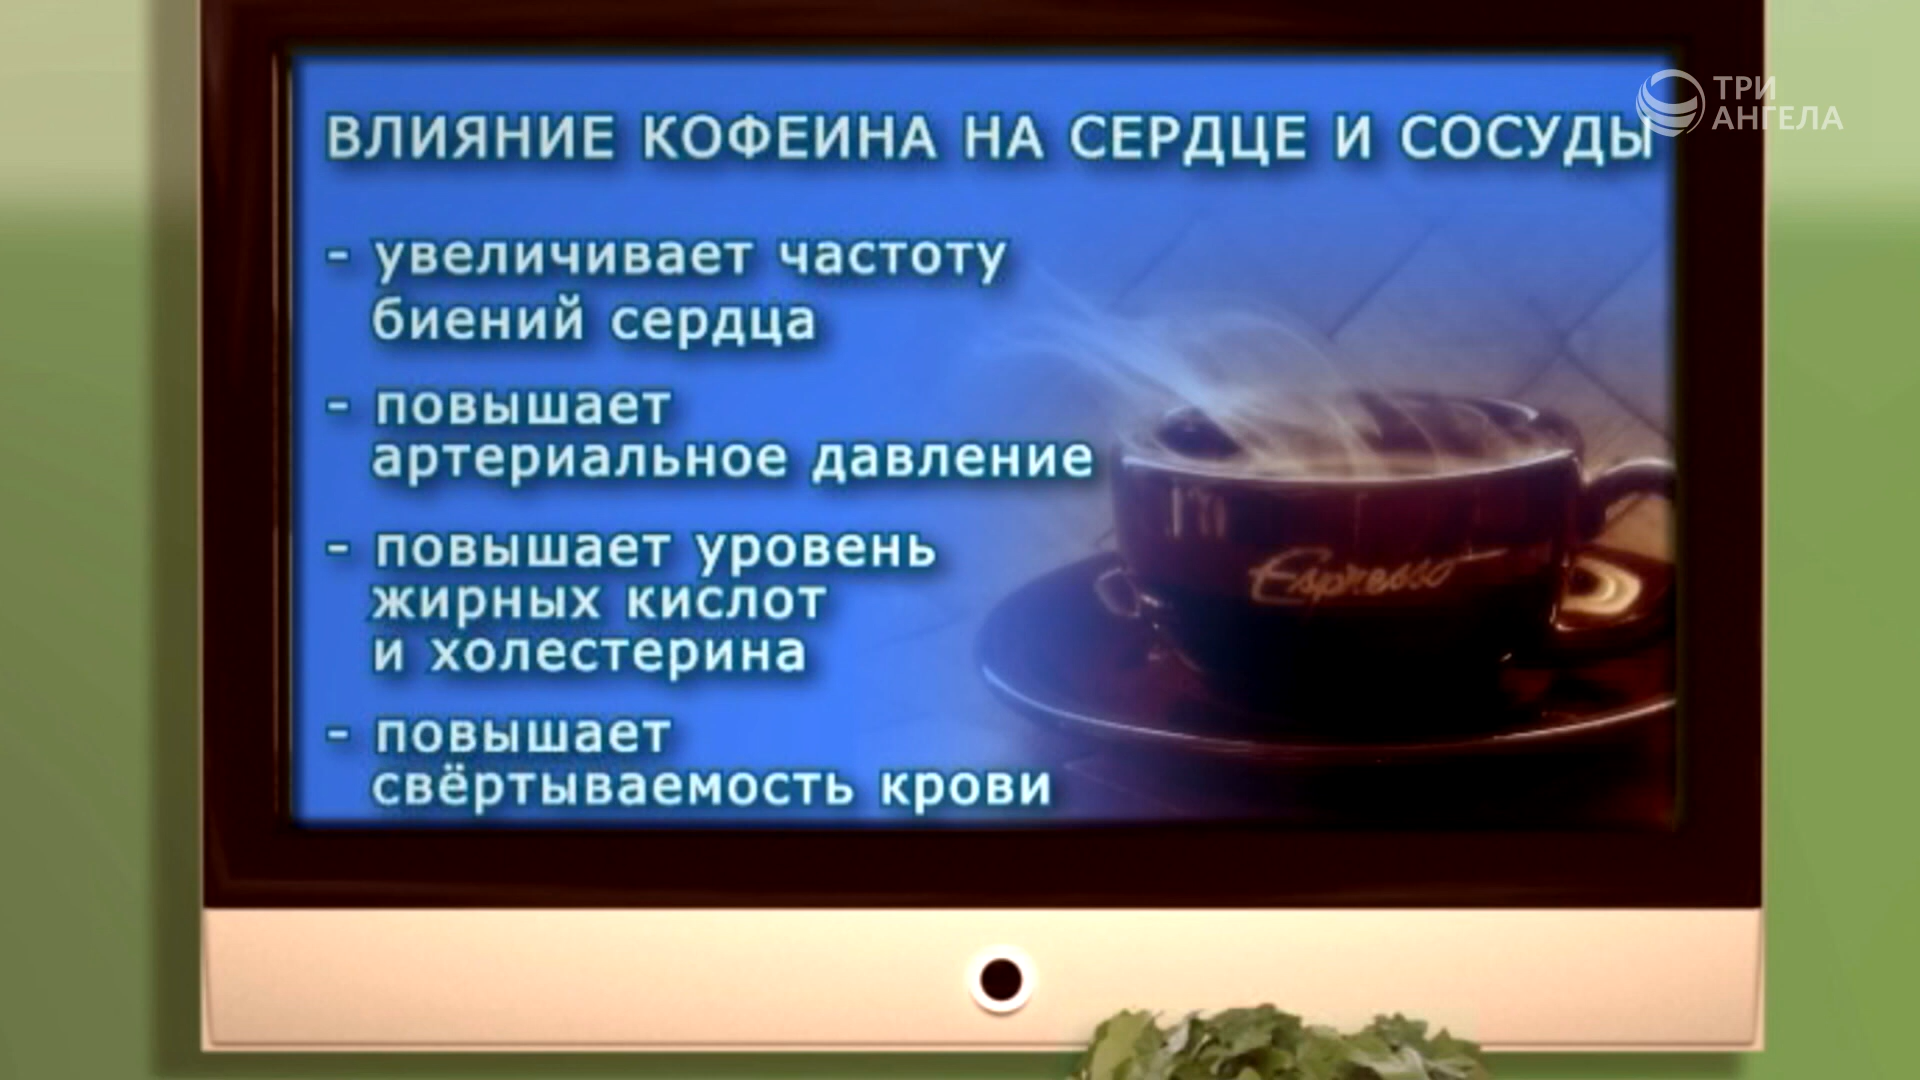 ТРИ
АНГЕЛА
ВЛИЯНИЕ КОФЕИНА НА СЕРДЦЕ И СОСУДЫ
- увеличивает частоту
биений сердца
- повышает
артериальное давление
- повышает уровень
жирных кислот
и холестерина
- повышает
свёртываемость крови
Espresso